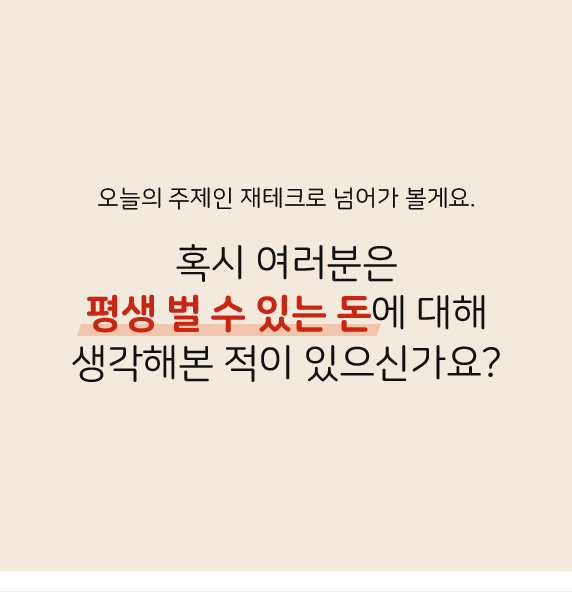 오늘의 주제인 재테크로 넘어가 볼게요.
혹시 여러분은
평생 벌 수 있는 돈에 대해
생각해본 적이 있으신가요?